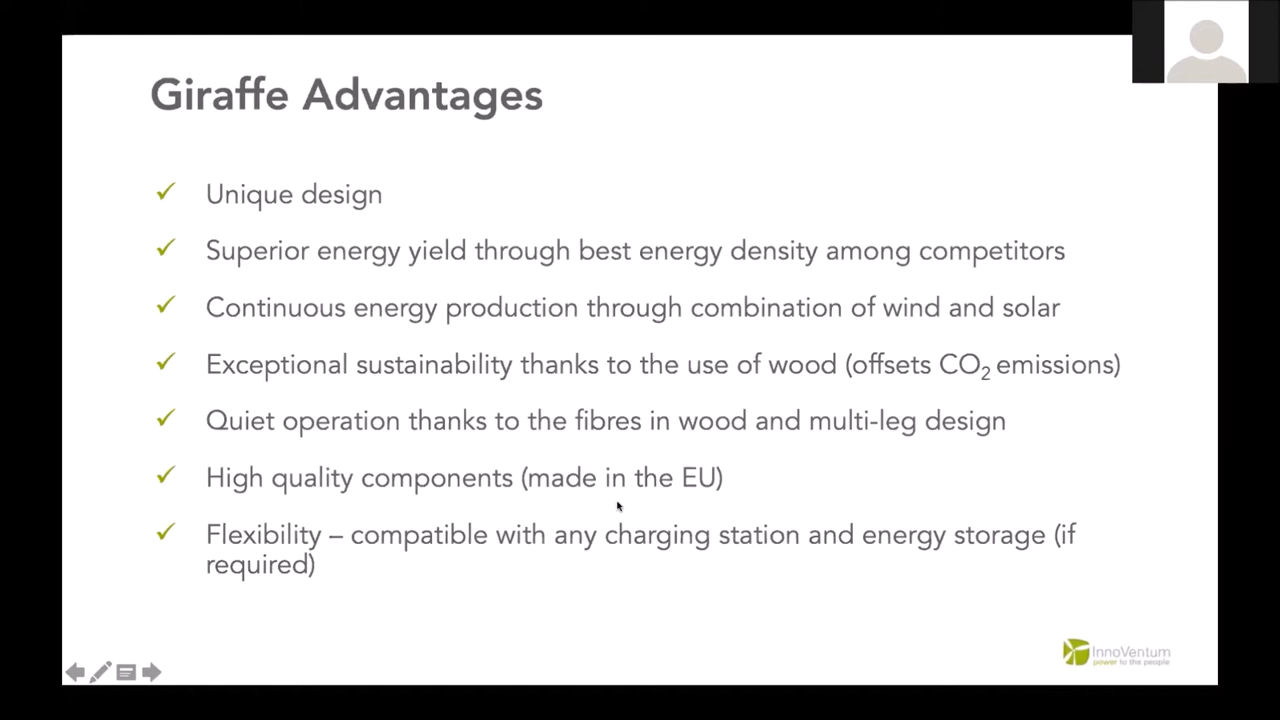 Giraffe Advantages
✓ Unique design
✓ Superior energy yield through best energy density among competitors
✓ Continuous energy production through combination of wind and solar
✓ Exceptional sustainability thanks to the use of wood (offsets CO₂ emissions)
✓ Quiet operation thanks to the fibres in wood and multi-leg design
✓ High quality components (made in the EU)
✓ Flexibility – compatible with any charging station and energy storage (if
required)
InnoVentum
power to the people